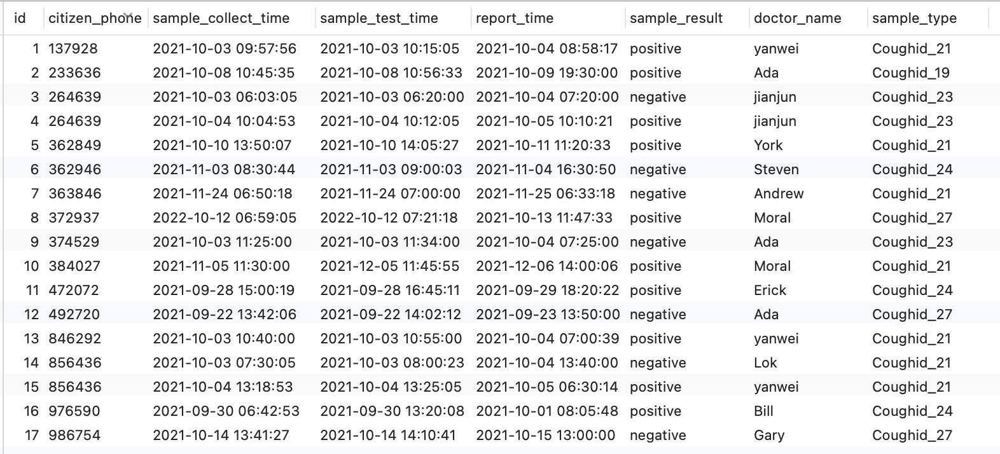 id citizen_phone sample_collect_time sample_test_time report_time sample_result doctor_name sample_type
1 137928 2021-10-03 09:57:56 2021-10-03 10:15:05 2021-10-04 08:58:17 positive yanwei Coughid_21
2 233636 2021-10-08 10:45:35 2021-10-08 10:56:33 2021-10-09 19:30:00 positive Ada Coughid_19
3 264639 2021-10-03 06:03:05 2021-10-03 06:20:00 2021-10-04 07:20:00 negative jianjun Coughid_23
4 264639 2021-10-04 10:04:53 2021-10-04 10:12:05 2021-10-05 10:10:21 positive jianjun Coughid_23
5 362849 2021-10-10 13:50:07 2021-10-10 14:05:27 2021-10-11 11:20:33 positive York Coughid_21
6 362946 2021-11-03 08:30:44 2021-11-03 09:00:03 2021-11-04 16:30:50 negative Steven Coughid_24
7 363846 2021-11-24 06:50:18 2021-11-24 07:00:00 2021-11-25 06:33:18 negative Andrew Coughid_21
8 372937 2022-10-12 06:59:05 2022-10-12 07:21:18 2021-10-13 11:47:33 positive Moral Coughid_27
9 374529 2021-10-03 11:25:00 2021-10-03 11:34:00 2021-10-04 07:25:00 negative Ada Coughid_23
10 384027 2021-11-05 11:30:00 2021-12-05 11:45:55 2021-12-06 14:00:06 positive Moral Coughid_21
11 472072 2021-09-28 15:00:19 2021-09-28 16:45:11 2021-09-29 18:20:22 positive Erick Coughid_24
12 492720 2021-09-22 13:42:06 2021-09-22 14:02:12 2021-09-23 13:50:00 negative Ada Coughid_27
13 846292 2021-10-03 10:40:00 2021-10-03 10:55:00 2021-10-04 07:00:39 positive yanwei Coughid_21
14 856436 2021-10-03 07:30:05 2021-10-03 08:00:23 2021-10-04 13:40:00 negative Lok Coughid_21
15 856436 2021-10-04 13:18:53 2021-10-04 13:25:05 2021-10-05 06:30:14 positive yanwei Coughid_21
16 976590 2021-09-30 06:42:53 2021-09-30 13:20:08 2021-10-01 08:05:48 positive Bill Coughid_24
17 986754 2021-10-14 13:41:27 2021-10-14 14:10:41 2021-10-15 13:00:00 negative Gary Coughid_27